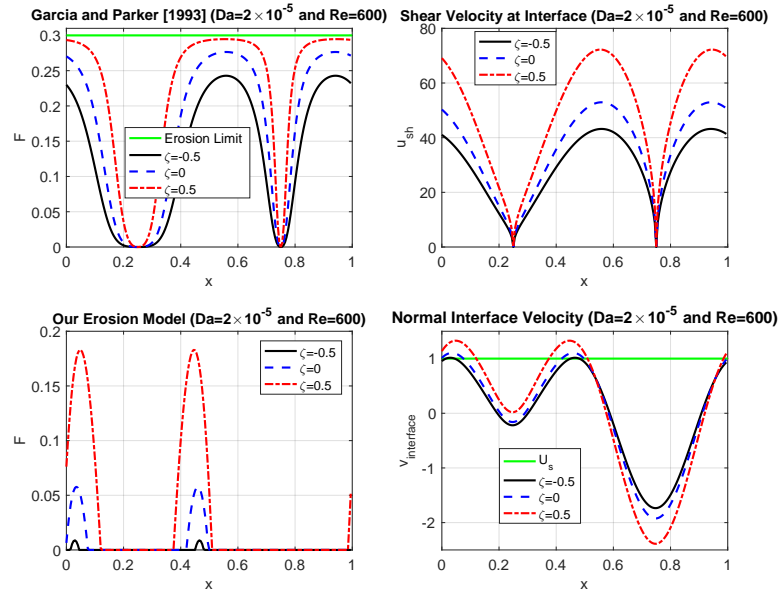 Garcia and Parker [1993] (Da=2×10⁻⁵ and Re=600)
0.3
0.25
0.2
0.15
0.1
0.05
0
F
0 0.2 0.4 0.6 0.8 1
x
Erosion Limit
ζ=-0.5
ζ=0
ζ=0.5
Shear Velocity at Interface (Da=2×10⁻⁵ and Re=600)
80
60
40
20
0
u_sh
0 0.2 0.4 0.6 0.8 1
x
ζ=-0.5
ζ=0
ζ=0.5
Our Erosion Model (Da=2×10⁻⁵ and Re=600)
0.2
0.15
0.1
0.05
0
F
0 0.2 0.4 0.6 0.8 1
x
ζ=-0.5
ζ=0
ζ=0.5
Normal Interface Velocity (Da=2×10⁻⁵ and Re=600)
1
0
-1
-2
v_interface
0 0.2 0.4 0.6 0.8 1
x
U_s
ζ=-0.5
ζ=0
ζ=0.5